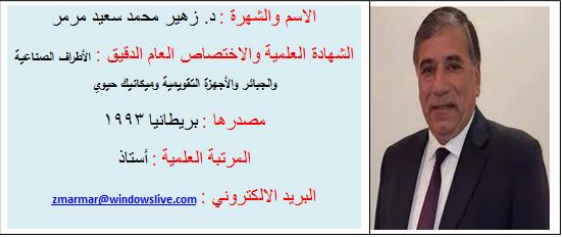 الاسم والشهرة : د. زهير محمد سعيد مرمر
الشهادة العلمية والاختصاص العام الدقيق : الأطراف الصناعية
والجبائر والأجهزة التقويمية وميكانيك حيوي
مصدرها : بريطانيا ١٩٩٣
المرتبة العلمية : أستاذ
البريد الالكتروني : zmarmar@windowslive.com